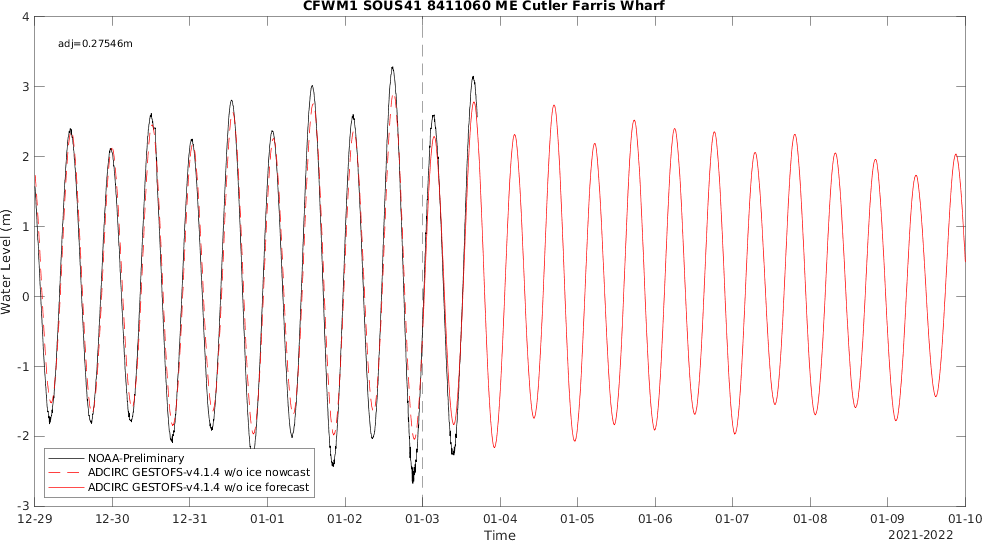 CFWM1 SOUS41 8411060 ME Cutler Farris Wharf
adj=0.27546m
4
3
2
1
0
-1
-2
-3
Water Level (m)
NOAA-Preliminary
ADCIRC GESTOFS-v4.1.4 w/o ice nowcast
ADCIRC GESTOFS-v4.1.4 w/o ice forecast
12-29 12-30 12-31 01-01 01-02 01-03 01-04 01-05 01-06 01-07 01-08 01-09 01-10
Time
2021-2022